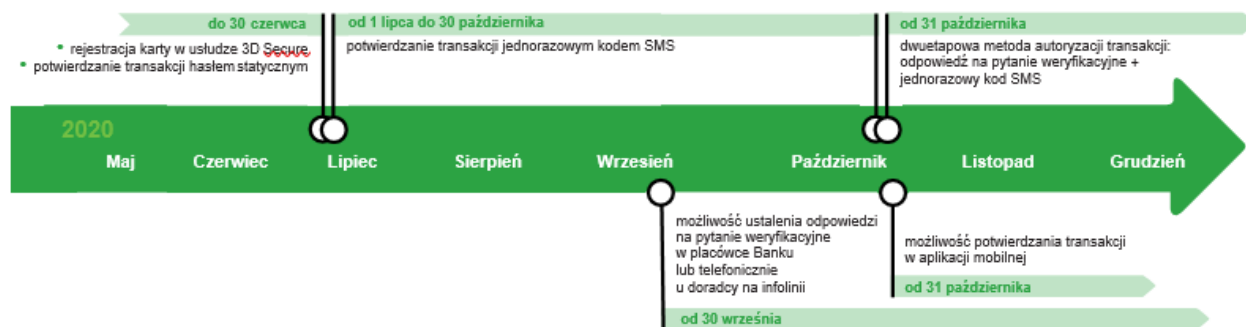 do 30 czerwca
• rejestracja karty w usłudze 3D Secure,
• potwierdzanie transakcji hasłem statycznym
od 1 lipca do 30 października
potwierdzanie transakcji jednorazowym kodem SMS
od 31 października
dwuetapowa metoda autoryzacji transakcji:
odpowiedź na pytanie weryfikacyjne +
jednorazowy kod SMS
2020
Maj Czerwiec Lipiec Sierpień Wrzesień Październik Listopad Grudzień
możliwość ustalenia odpowiedzi
na pytanie weryfikacyjne
w placówce Banku
lub telefonicznie
u doradcy na infolinii
od 30 września
możliwość potwierdzania transakcji
w aplikacji mobilnej
od 31 października